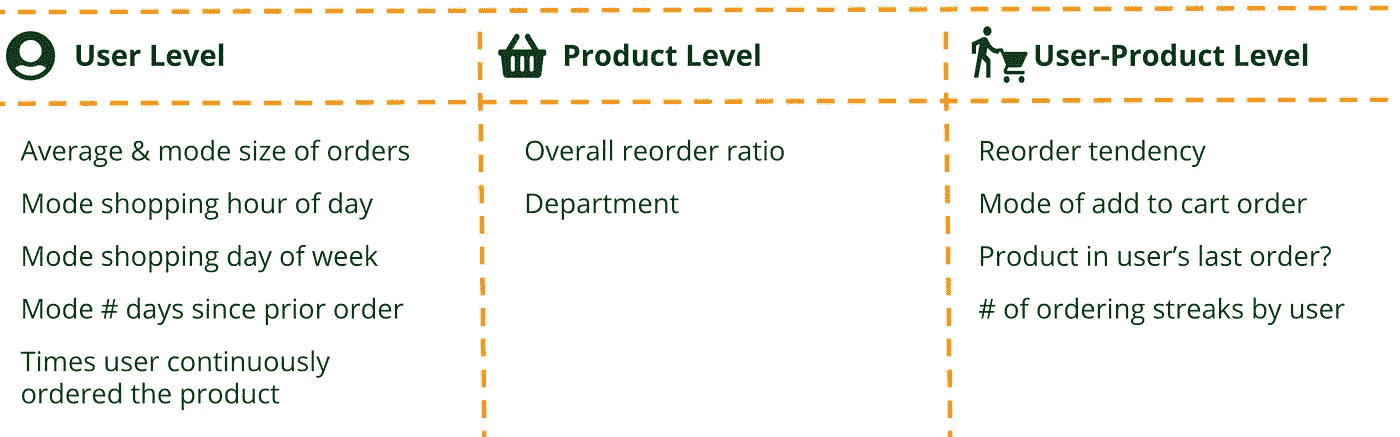 User Level
Average & mode size of orders
Mode shopping hour of day
Mode shopping day of week
Mode # days since prior order
Times user continuously
ordered the product
Product Level
Overall reorder ratio
Department
User-Product Level
Reorder tendency
Mode of add to cart order
Product in user’s last order?
# of ordering streaks by user